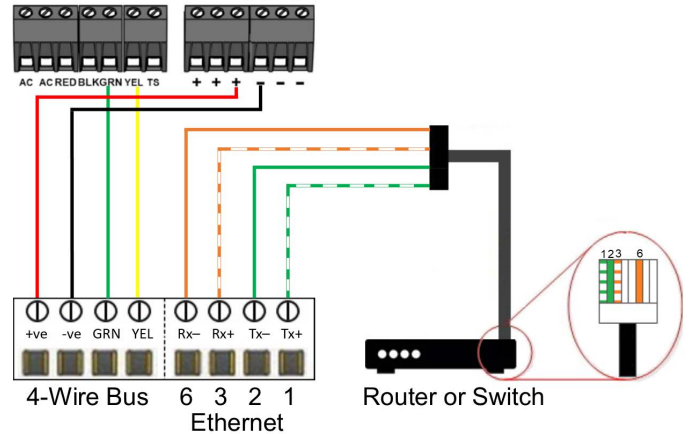 AC AC RED BLK GRN YEL TS + + + - - -
1 2 3 6
+ve -ve GRN YEL Rx– Rx+ Tx– Tx+
4-Wire Bus 6 3 2 1 Router or Switch
Ethernet